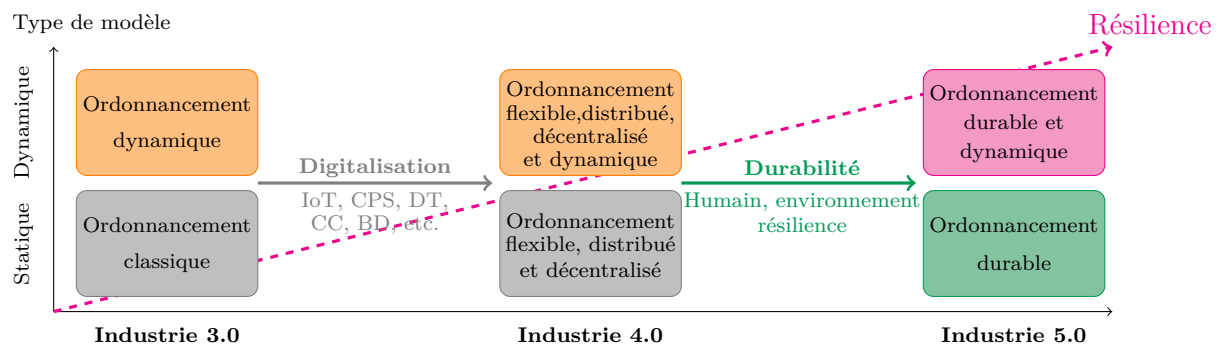 Type de modèle
Résilience
Dynamique
Statique
Ordonnancement
dynamique
Ordonnancement
classique
Digitalisation
IoT, CPS, DT,
CC, BD, etc.
Ordonnancement
flexible,distribué,
décentralisé
et dynamique
Ordonnancement
flexible, distribué
et décentralisé
Durabilité
Humain, environnement
résilience
Ordonnancement
durable et
dynamique
Ordonnancement
durable
Industrie 3.0
Industrie 4.0
Industrie 5.0